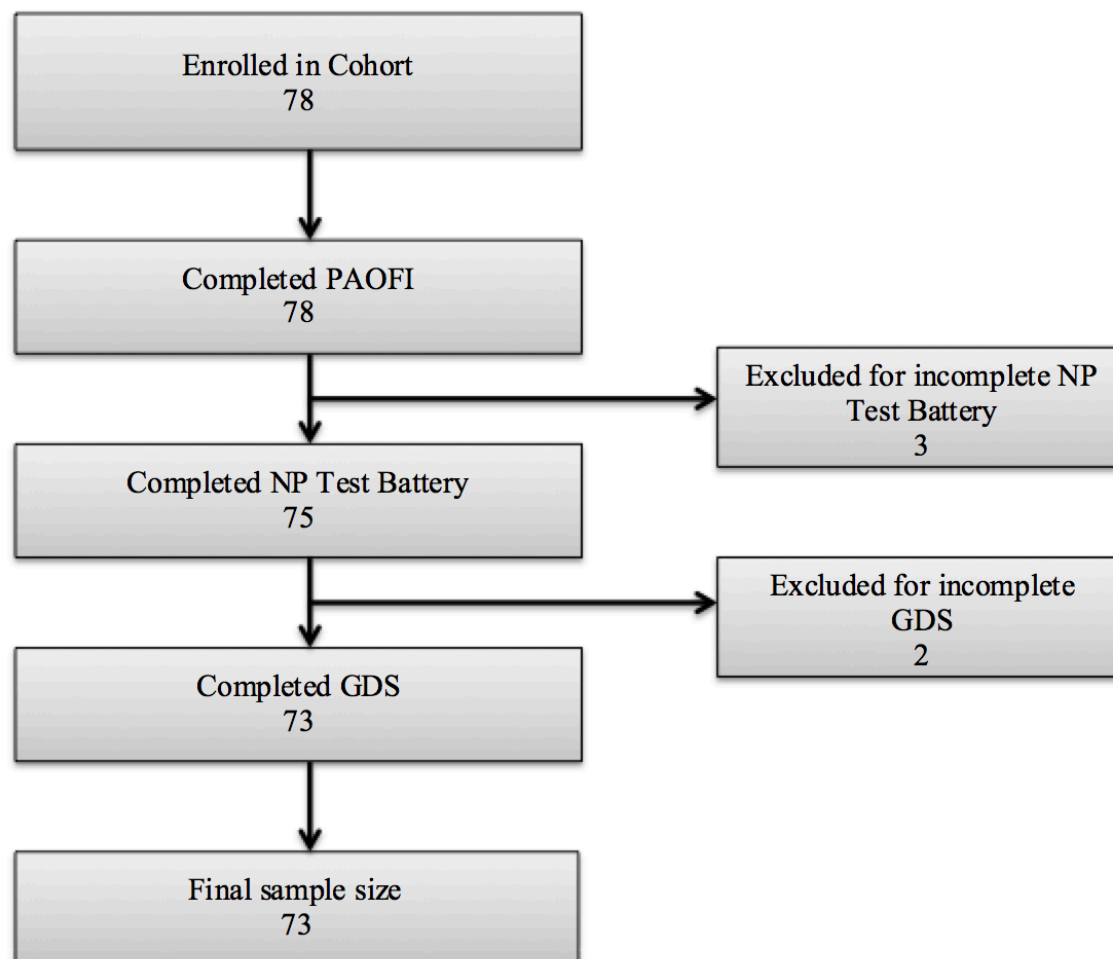 Enrolled in Cohort
78
Completed PAOFI
78
Excluded for incomplete NP
Test Battery
3
Completed NP Test Battery
75
Excluded for incomplete
GDS
2
Completed GDS
73
Final sample size
73